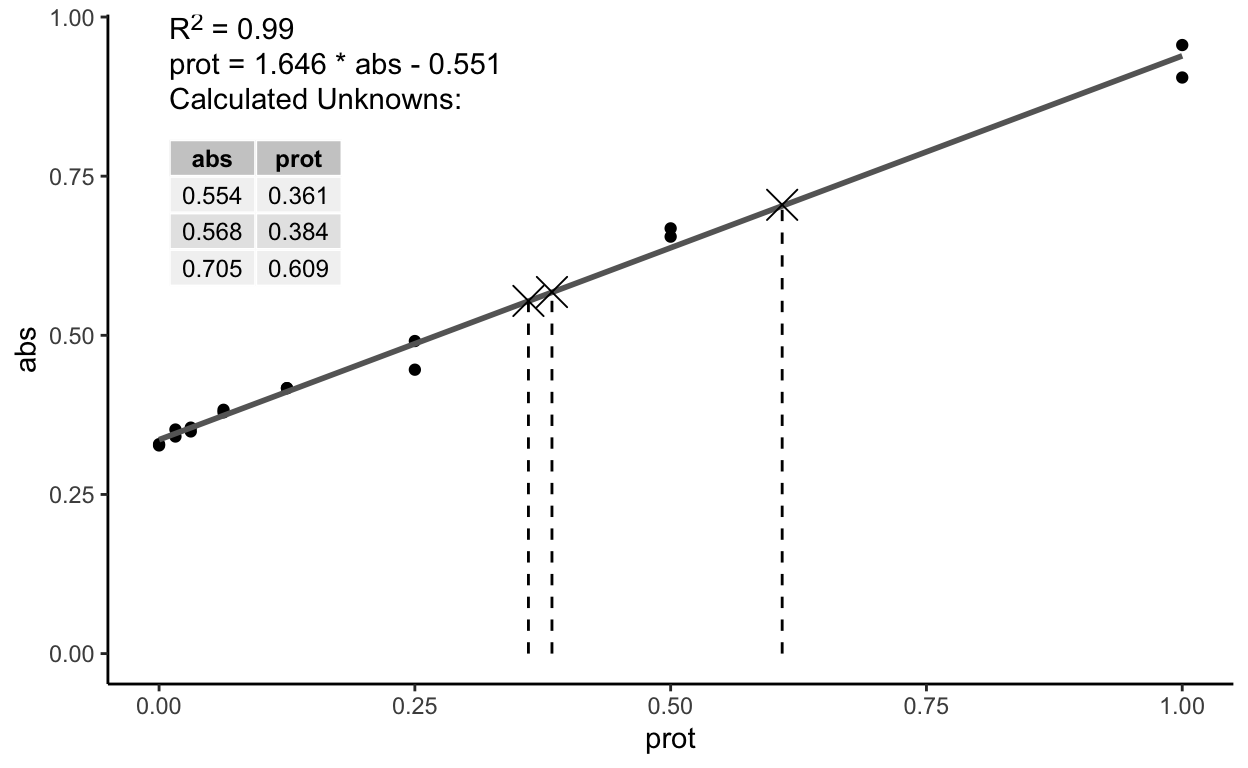 R² = 0.99
prot = 1.646 * abs - 0.551
Calculated Unknowns:
abs prot
0.554 0.361
0.568 0.384
0.705 0.609
1.00
0.75
0.50
0.25
0.00
abs
0.00 0.25 0.50 0.75 1.00
prot